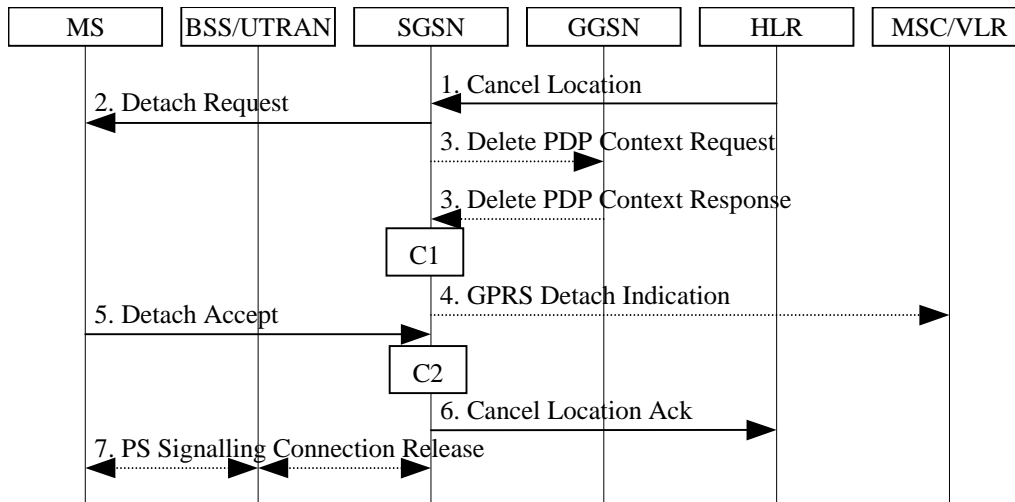 MS
BSS/UTRAN
SGSN
GGSN
HLR
MSC/VLR
1. Cancel Location
2. Detach Request
3. Delete PDP Context Request
3. Delete PDP Context Response
C1
4. GPRS Detach Indication
5. Detach Accept
C2
6. Cancel Location Ack
7. PS Signalling Connection Release